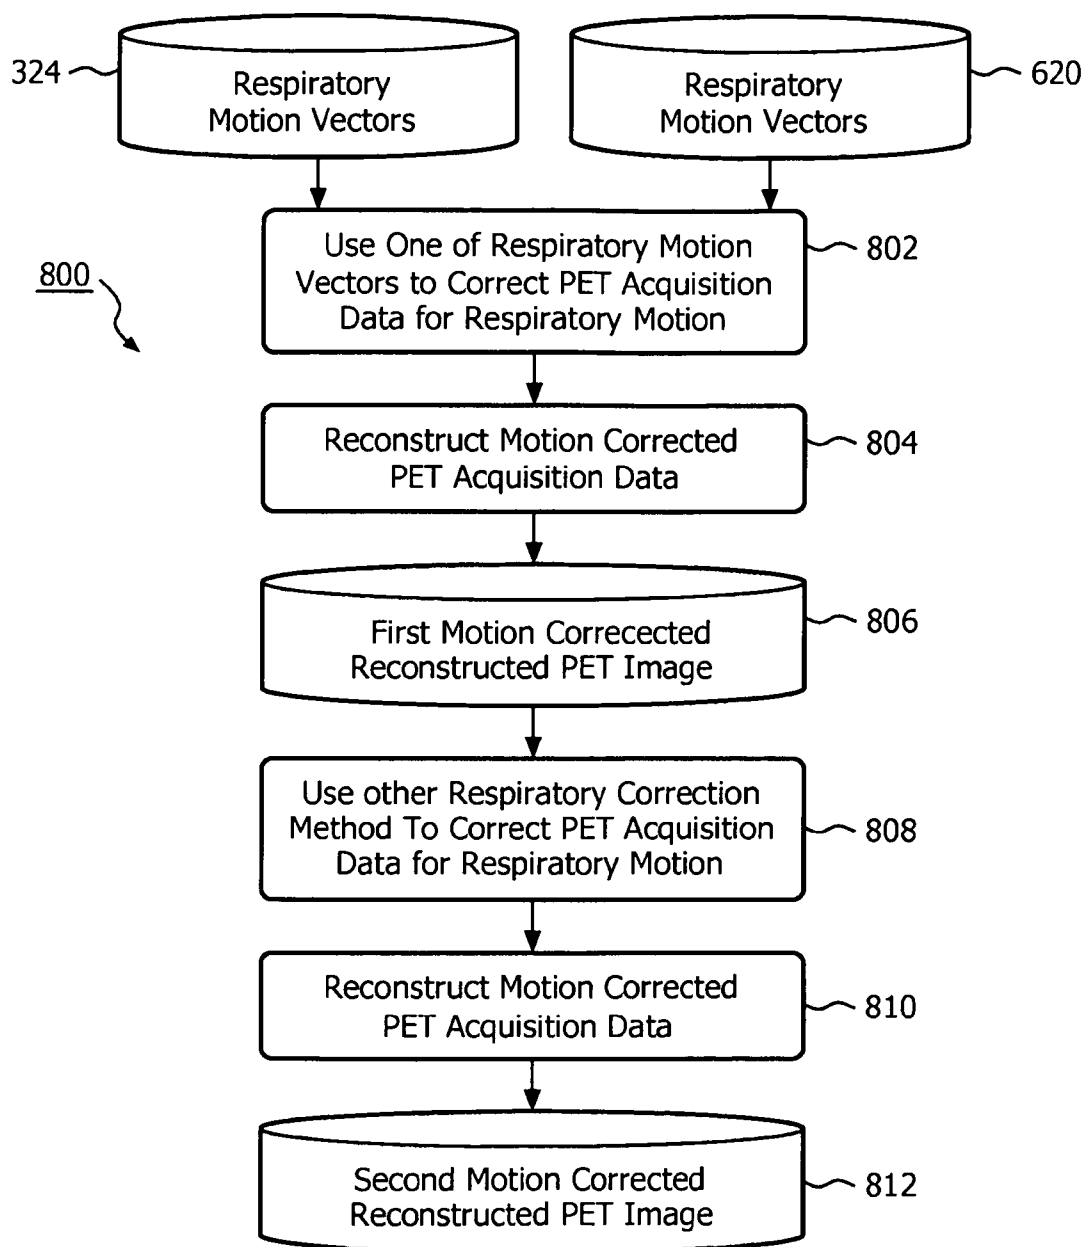 324
Respiratory
Motion Vectors
Respiratory
Motion Vectors
620
800
Use One of Respiratory Motion
Vectors to Correct PET Acquisition
Data for Respiratory Motion
802
Reconstruct Motion Corrected
PET Acquisition Data
804
First Motion Correcected
Reconstructed PET Image
806
Use other Respiratory Correction
Method To Correct PET Acquisition
Data for Respiratory Motion
808
Reconstruct Motion Corrected
PET Acquisition Data
810
Second Motion Corrected
Reconstructed PET Image
812